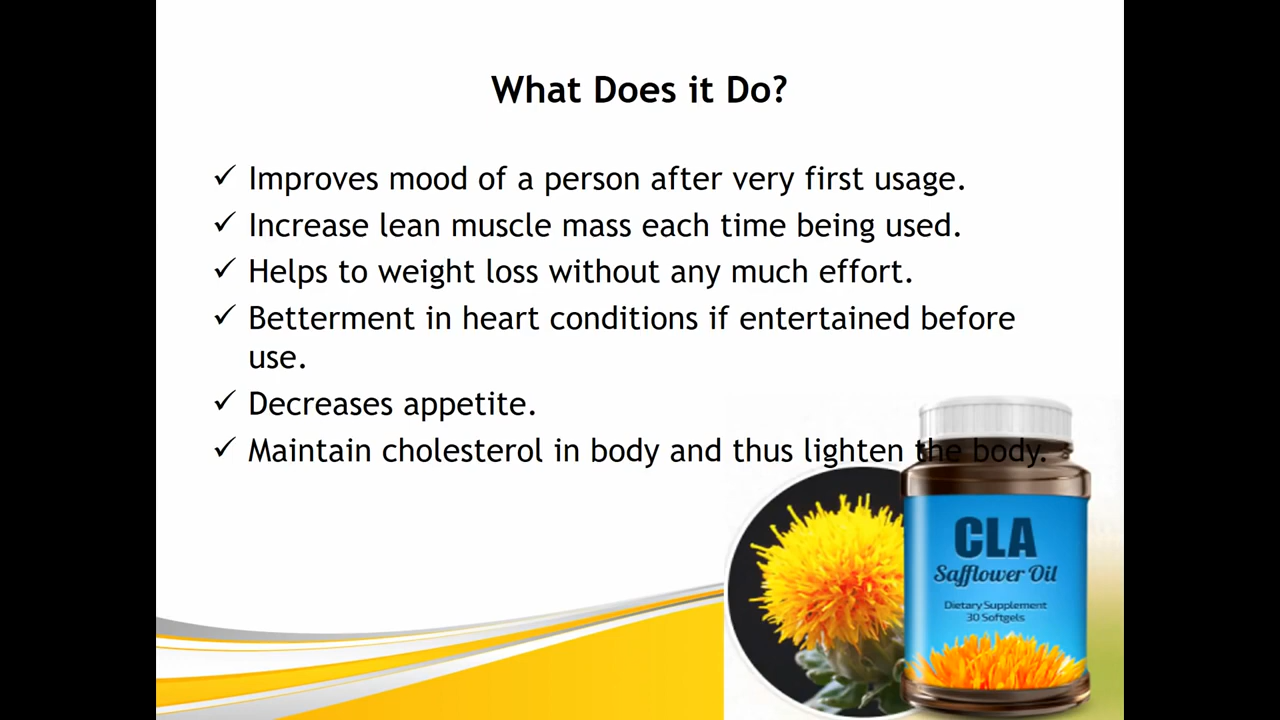 What Does it Do?
✓ Improves mood of a person after very first usage.
✓ Increase lean muscle mass each time being used.
✓ Helps to weight loss without any much effort.
✓ Betterment in heart conditions if entertained before
use.
✓ Decreases appetite.
✓ Maintain cholesterol in body and thus lighten the body.
CLA
Safflower Oil
Dietary Supplement
30 Softgels